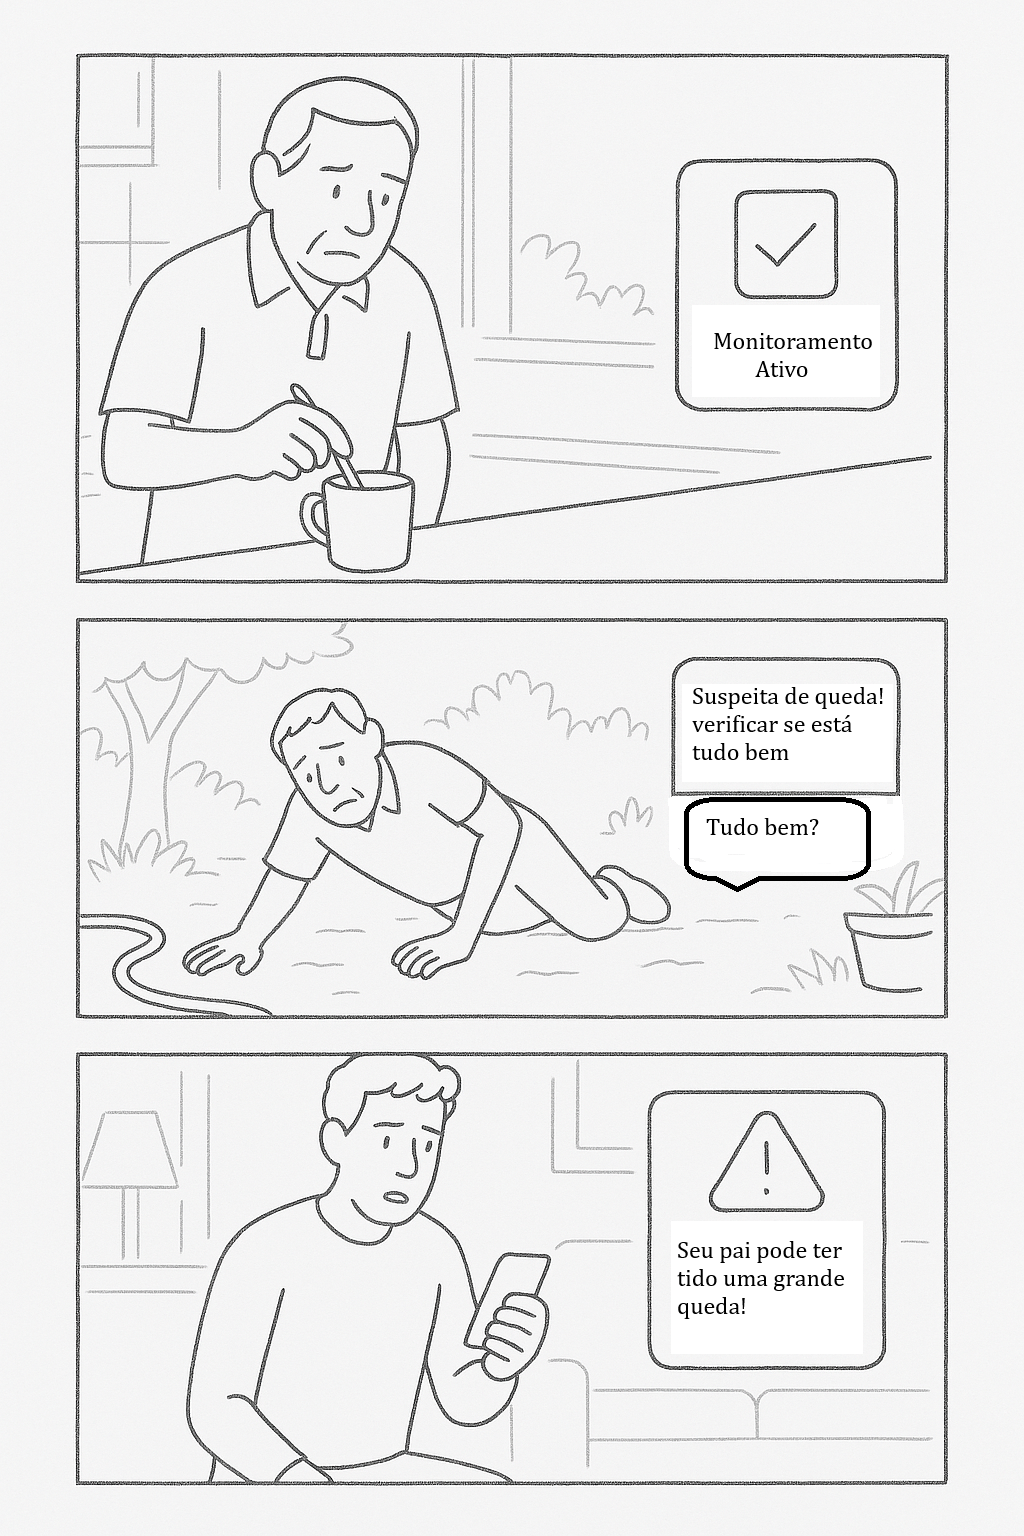 Monitoramento
Ativo
Suspeita de queda!
verificar se está
tudo bem
Tudo bem?
Seu pai pode ter
tido uma grande
queda!